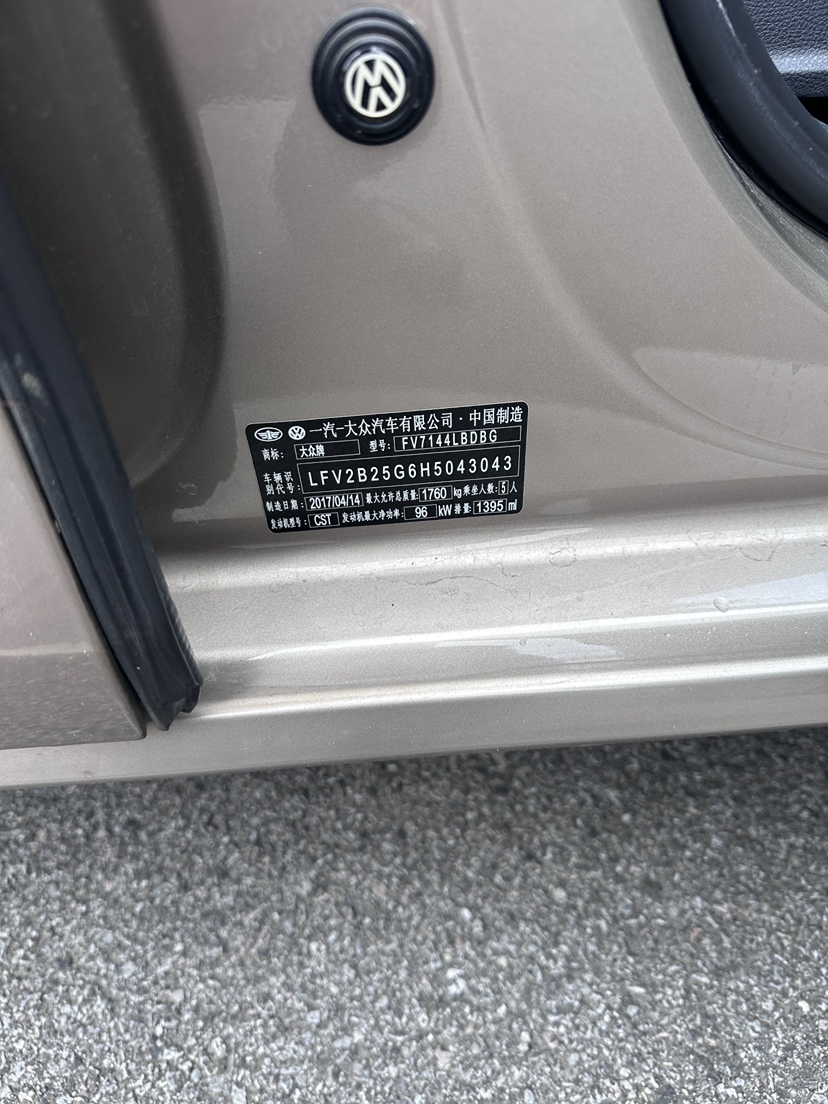 一汽-大众汽车有限公司·中国制造
商标: 大众牌 型号: FV7144LBDBG
车辆识别代号: LFV2B25G6H5043043
制造日期: 2017/04/14 最大允许总质量: 1760 kg 乘坐人数: 5 人
发动机型号: CST 发动机最大净功率: 96 kW 排量: 1395 ml